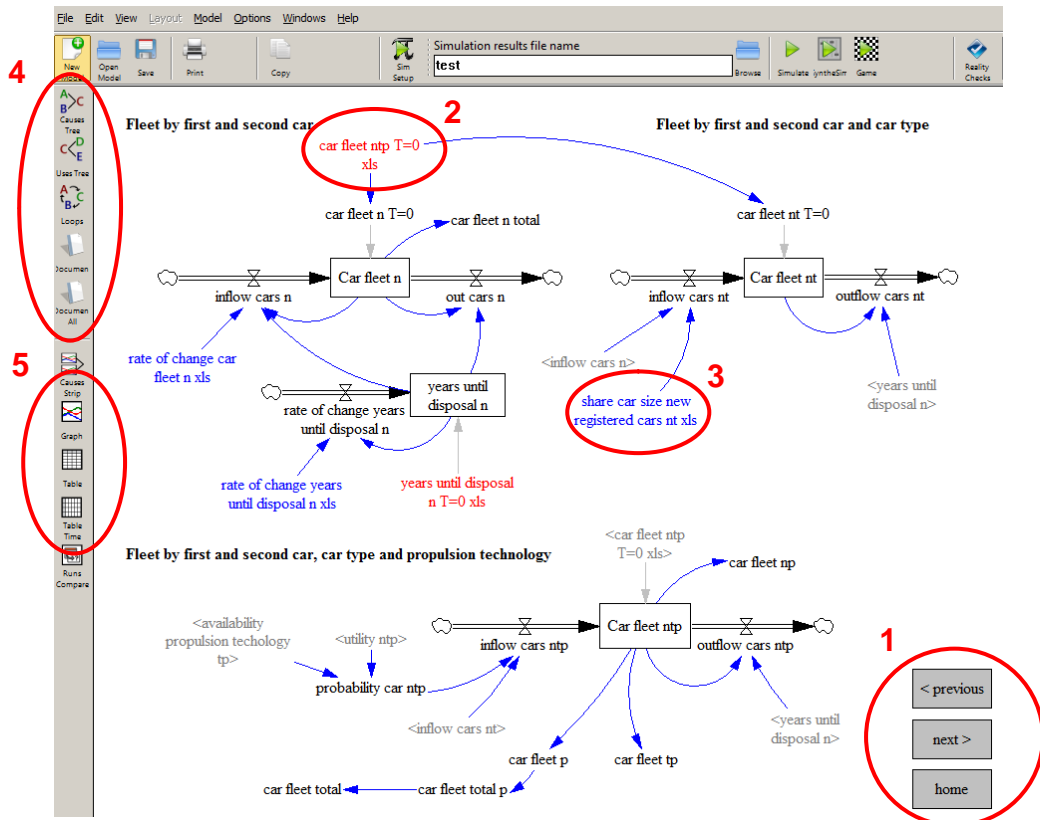 File Edit View Layout Model Options Windows Help
New
Open
Model
Save
Print
Copy
Sim
Setup
Simulation results file name
test
Browse
Simulate
Game
Reality
Checks
4
Causes
Tree
Uses Tree
Loops
Documen
All
5
Causes
Strip
Graph
Table
Table
Time
Runs
Compare
Fleet by first and second car
2
Fleet by first and second car and car type
car fleet ntp T=0
xls
car fleet n T=0
car fleet n total
car fleet nt T=0
Car fleet n
Car fleet nt
inflow cars n
out cars n
inflow cars nt
outflow cars nt
rate of change car
fleet n xls
<inflow cars n>
3
years until
disposal n
rate of change years
until disposal n
share car size new
registered cars nt xls
<years until
disposal n>
rate of change years
until disposal n xls
years until disposal
n T=0 xls
Fleet by first and second car, car type and propulsion technology
<car fleet ntp
T=0 xls>
car fleet np
<availability
propulsion techology
tp>
<utility ntp>
Car fleet ntp
inflow cars ntp
outflow cars ntp
probability car ntp
<inflow cars nt>
<years until
disposal n>
car fleet p
car fleet tp
car fleet total
car fleet total p
1
< previous
next >
home